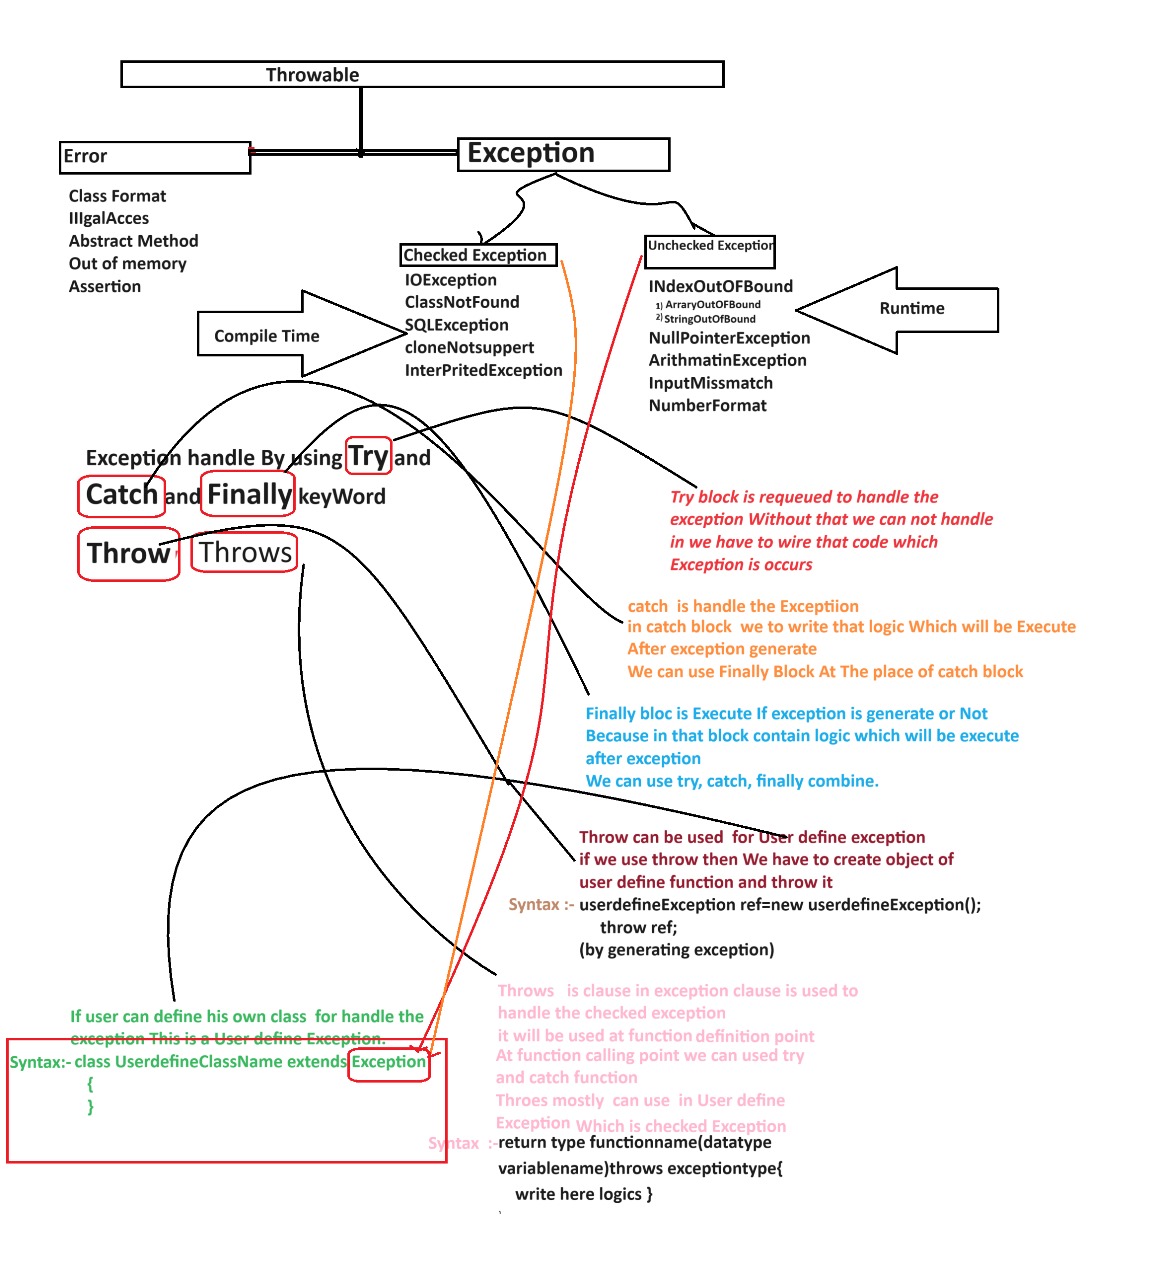 Throwable
Error
Exception
Class Format
IIIgalAcces
Abstract Method
Out of memory
Assertion
Checked Exception
IOException
ClassNotFound
SQLException
cloneNotsuppert
InterPritedException
Unchecked Exception
INdexOutOFBound
1) ArraryOutOfBound
2) StringOutOfBound
NullPointerException
ArithmatinException
InputMissmatch
NumberFormat
Compile Time
Runtime
Exception handle By using Try and
Catch and Finally keyWord
Throw, Throws
Try block is requeued to handle the
exception Without that we can not handle
in we have to wire that code which
Exception is occurs
catch is handle the Exceptiion
in catch block we to write that logic Which will be Execute
After exception generate
We can use Finally Block At The place of catch block
Finally bloc is Execute If exception is generate or Not
Because in that block contain logic which will be execute
after exception
We can use try, catch, finally combine.
Throw can be used for User define exception
if we use throw then We have to create object of
user define function and throw it
Syntax :- userdefineException ref=new userdefineException();
throw ref;
(by generating exception)
If user can define his own class for handle the
exception This is a User define Exception.
Syntax:- class UserdefineClassName extends Exception
{
}
Throws is clause in exception clause is used to
handle the checked exception
it will be used at function definition point
At function calling point we can used try
and catch function
Throes mostly can use in User define
Exception Which is checked Exception
Syntax :-return type functionname(datatype
variablename)throws exceptiontype{
write here logics }